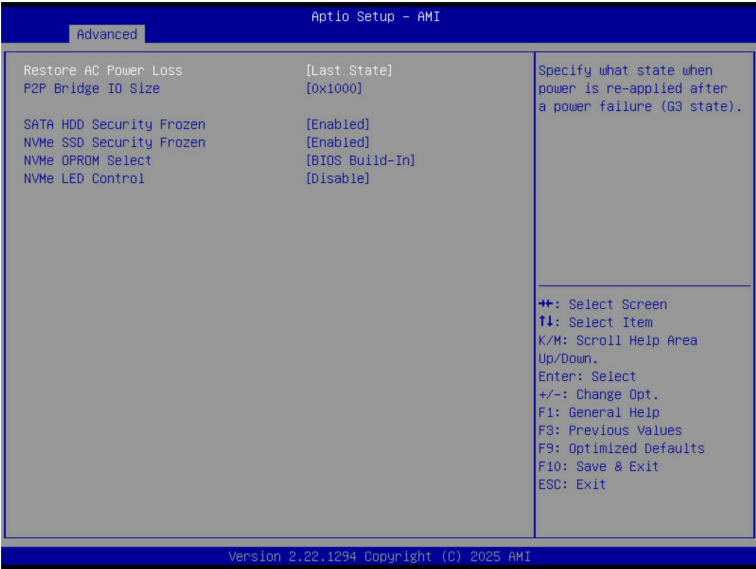 Aptio Setup – AMI
Advanced
Restore AC Power Loss [Last State]
P2P Bridge IO Size [0x1000]
SATA HDD Security Frozen [Enabled]
NVMe SSD Security Frozen [Enabled]
NVMe OPROM Select [BIOS Build-In]
NVMe LED Control [Disable]
Specify what state when
power is re-applied after
a power failure (G3 state).
→←: Select Screen
↑↓: Select Item
K/M: Scroll Help Area
Up/Down.
Enter: Select
+/-: Change Opt.
F1: General Help
F3: Previous Values
F9: Optimized Defaults
F10: Save & Exit
ESC: Exit
Version 2.22.1294 Copyright (C) 2025 AMI